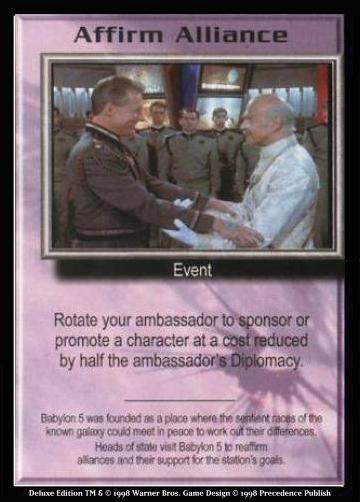 Affirm Alliance
Event
Rotate your ambassador to sponsor or
promote a character at a cost reduced
by half the ambassador's Diplomacy.
Babylon 5 was founded as a place where the sentient races of the
known galaxy could meet in peace to work out their differences.
Heads of state visit Babylon 5 to reaffirm
alliances and their support for the station's goals.
Deluxe Edition TM & © 1998 Warner Bros. Game Design © 1998 Precedence Publish